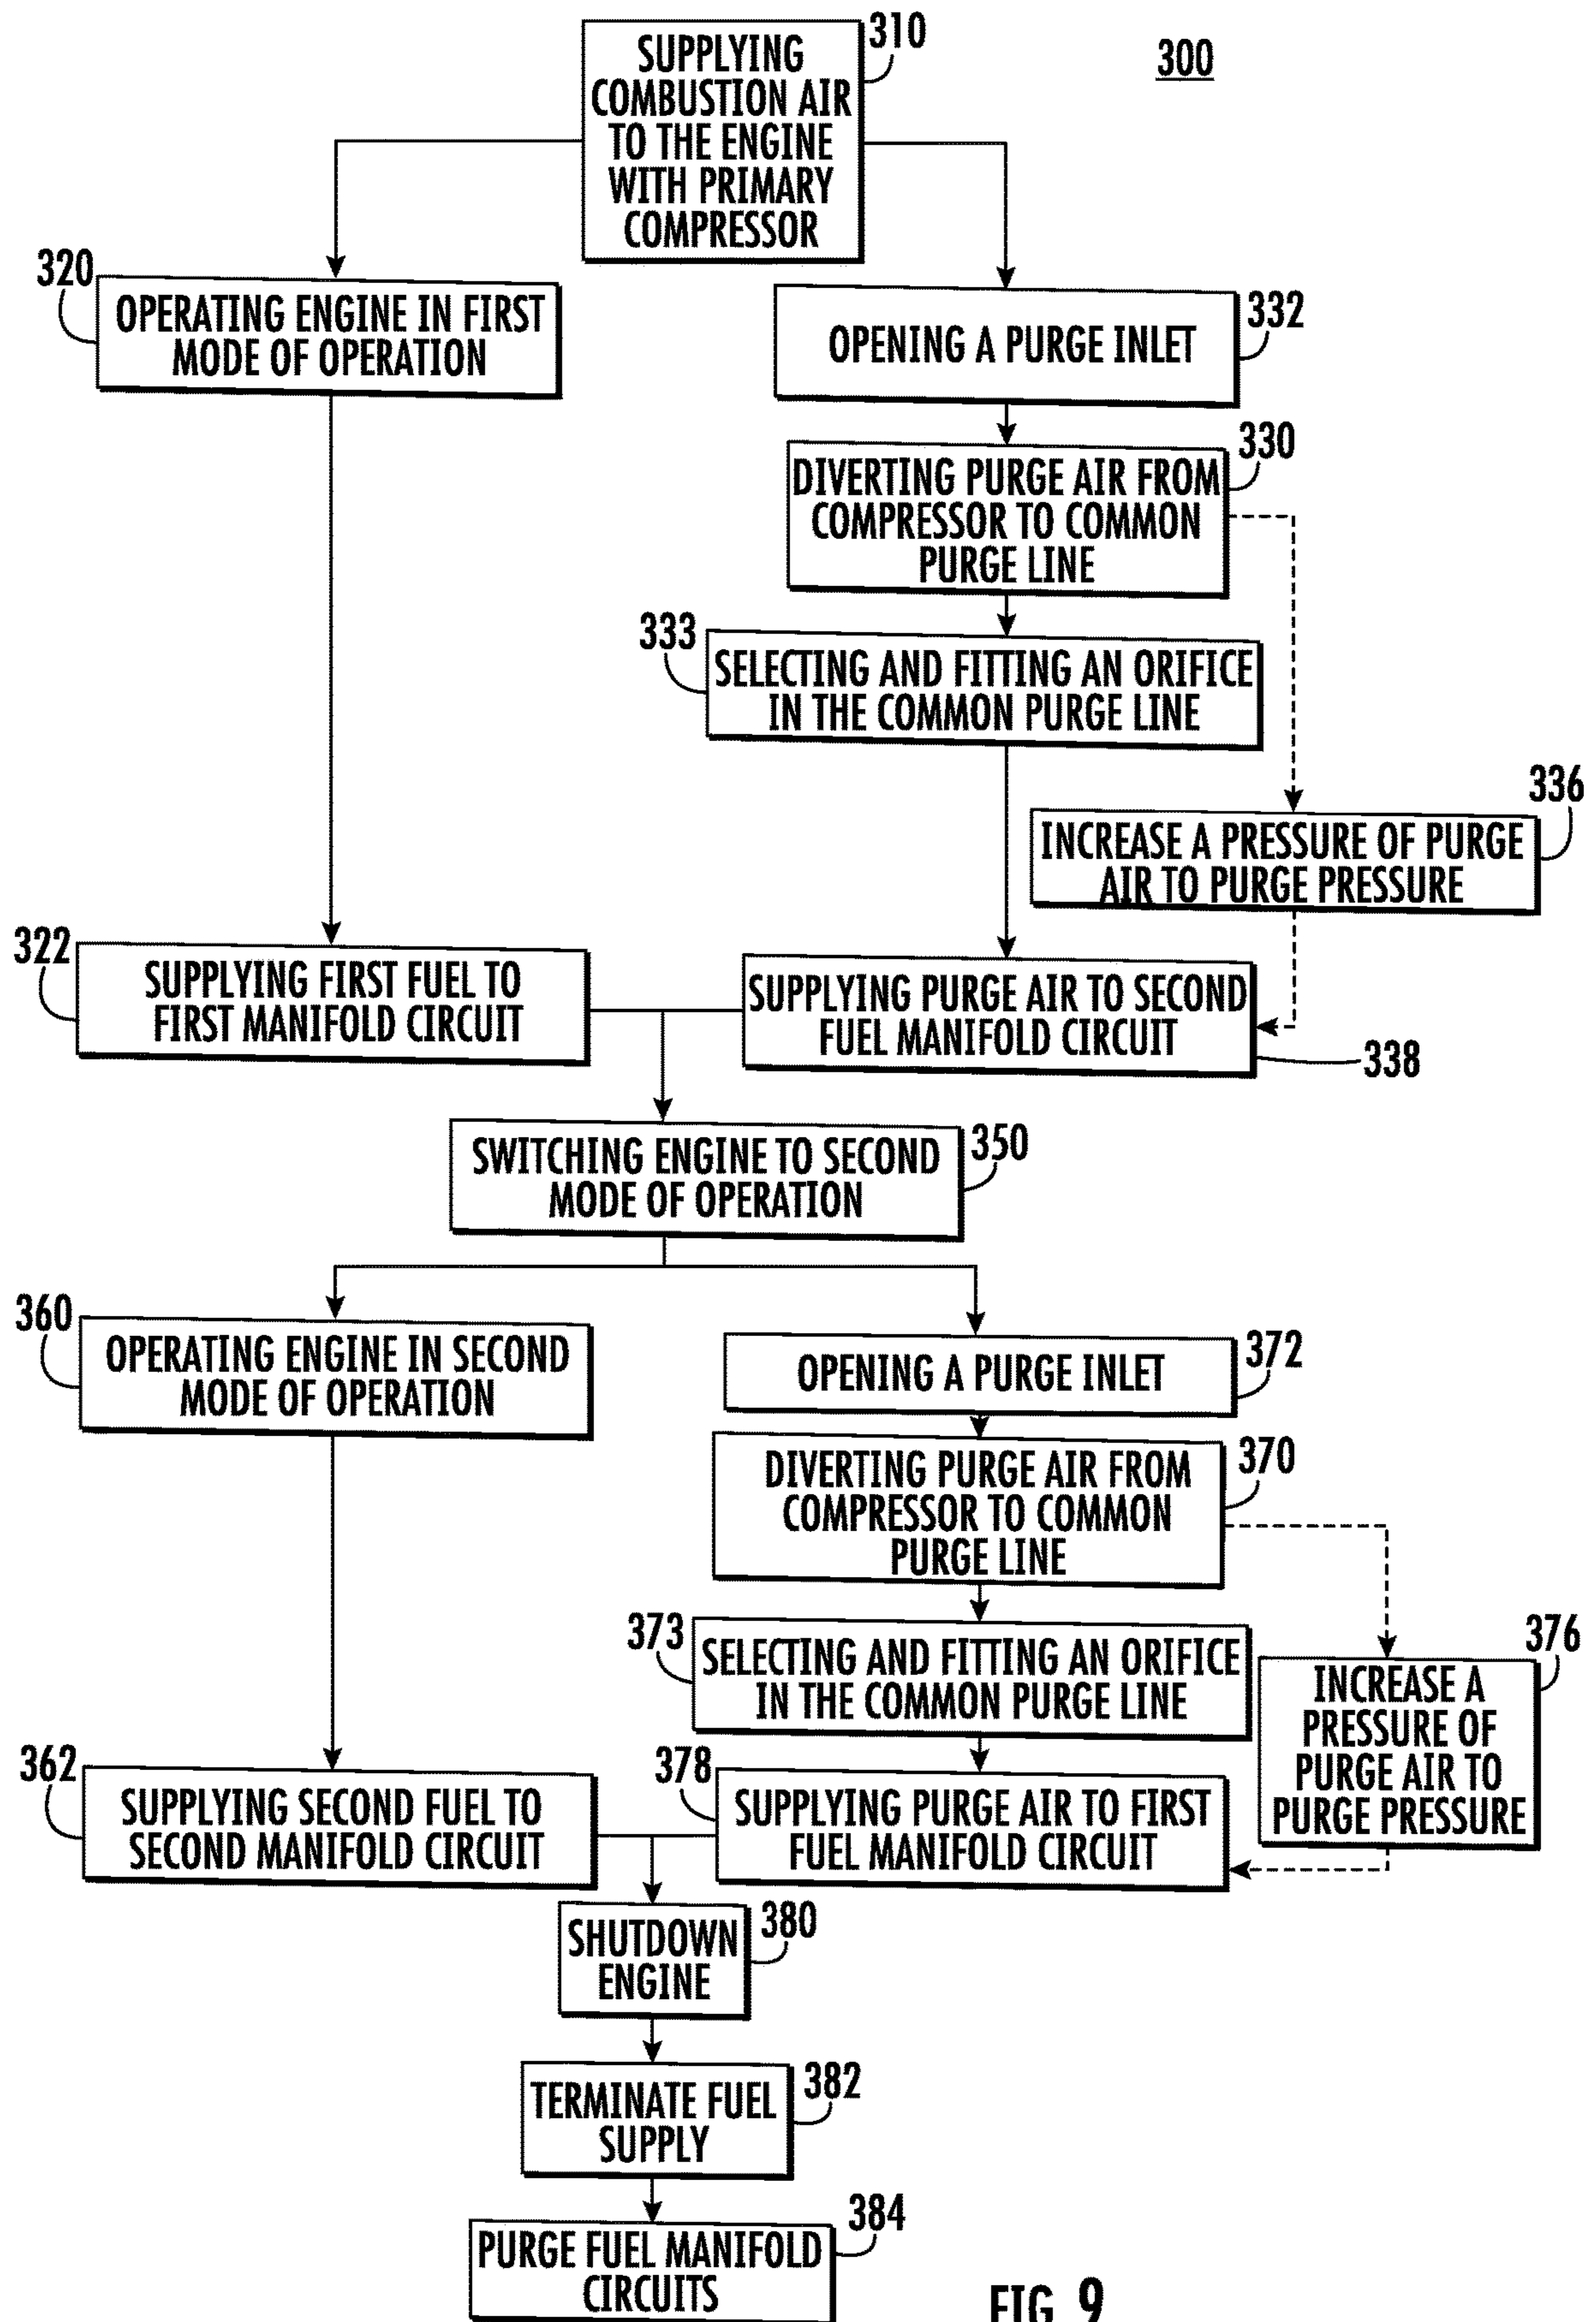 310
300
SUPPLYING
COMBUSTION AIR
TO THE ENGINE
WITH PRIMARY
COMPRESSOR
320
OPERATING ENGINE IN FIRST
MODE OF OPERATION
332
OPENING A PURGE INLET
330
DIVERTING PURGE AIR FROM
COMPRESSOR TO COMMON
PURGE LINE
333
SELECTING AND FITTING AN ORIFICE
IN THE COMMON PURGE LINE
336
INCREASE A PRESSURE OF PURGE
AIR TO PURGE PRESSURE
322
SUPPLYING FIRST FUEL TO
FIRST MANIFOLD CIRCUIT
SUPPLYING PURGE AIR TO SECOND
FUEL MANIFOLD CIRCUIT
338
SWITCHING ENGINE TO SECOND
MODE OF OPERATION
350
360
OPERATING ENGINE IN SECOND
MODE OF OPERATION
372
OPENING A PURGE INLET
370
DIVERTING PURGE AIR FROM
COMPRESSOR TO COMMON
PURGE LINE
373
SELECTING AND FITTING AN ORIFICE
IN THE COMMON PURGE LINE
376
INCREASE A
PRESSURE OF
PURGE AIR TO
PURGE PRESSURE
362
SUPPLYING SECOND FUEL TO
SECOND MANIFOLD CIRCUIT
378
SUPPLYING PURGE AIR TO FIRST
FUEL MANIFOLD CIRCUIT
380
SHUTDOWN
ENGINE
382
TERMINATE FUEL
SUPPLY
384
PURGE FUEL MANIFOLD
CIRCUITS
FIG. 9